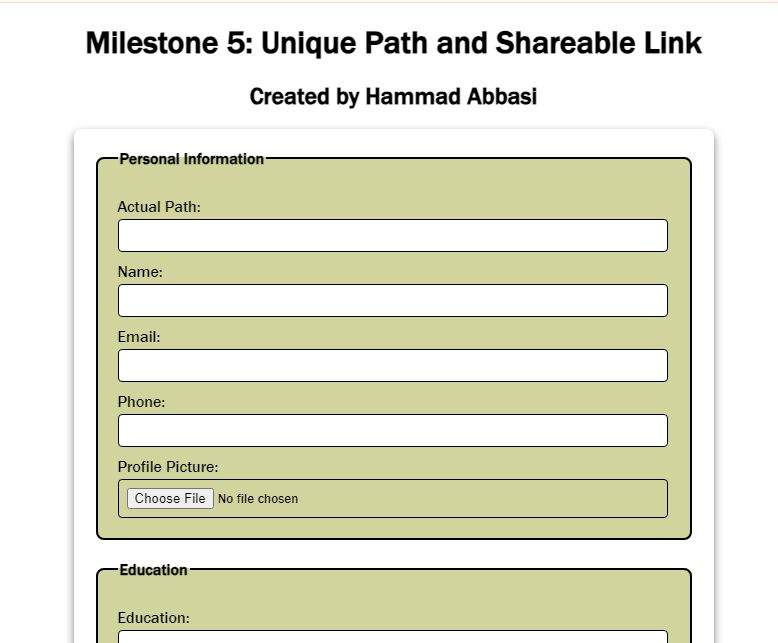 Milestone 5: Unique Path and Shareable Link
Created by Hammad Abbasi
Personal Information
Actual Path:
Name:
Email:
Phone:
Profile Picture:
Choose File No file chosen
Education
Education: